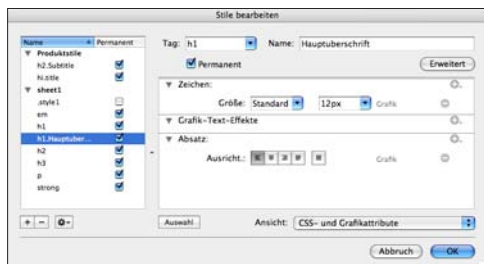 Stile bearbeiten
Name Permanent
Produktstile
h2.Subtitle
hi.title
sheet1
.style1
em
h1
h1.Hauptuber...
h2
h3
p
strong
Tag: h1 Name: Hauptuberschrift
Permanent Erweitert
Zeichen:
Größe: Standard 12px Grafik
Grafik-Text-Effekte
Absatz:
Ausricht.: Grafik
Auswahl Ansicht: CSS- und Grafikattribute
Abbruch OK